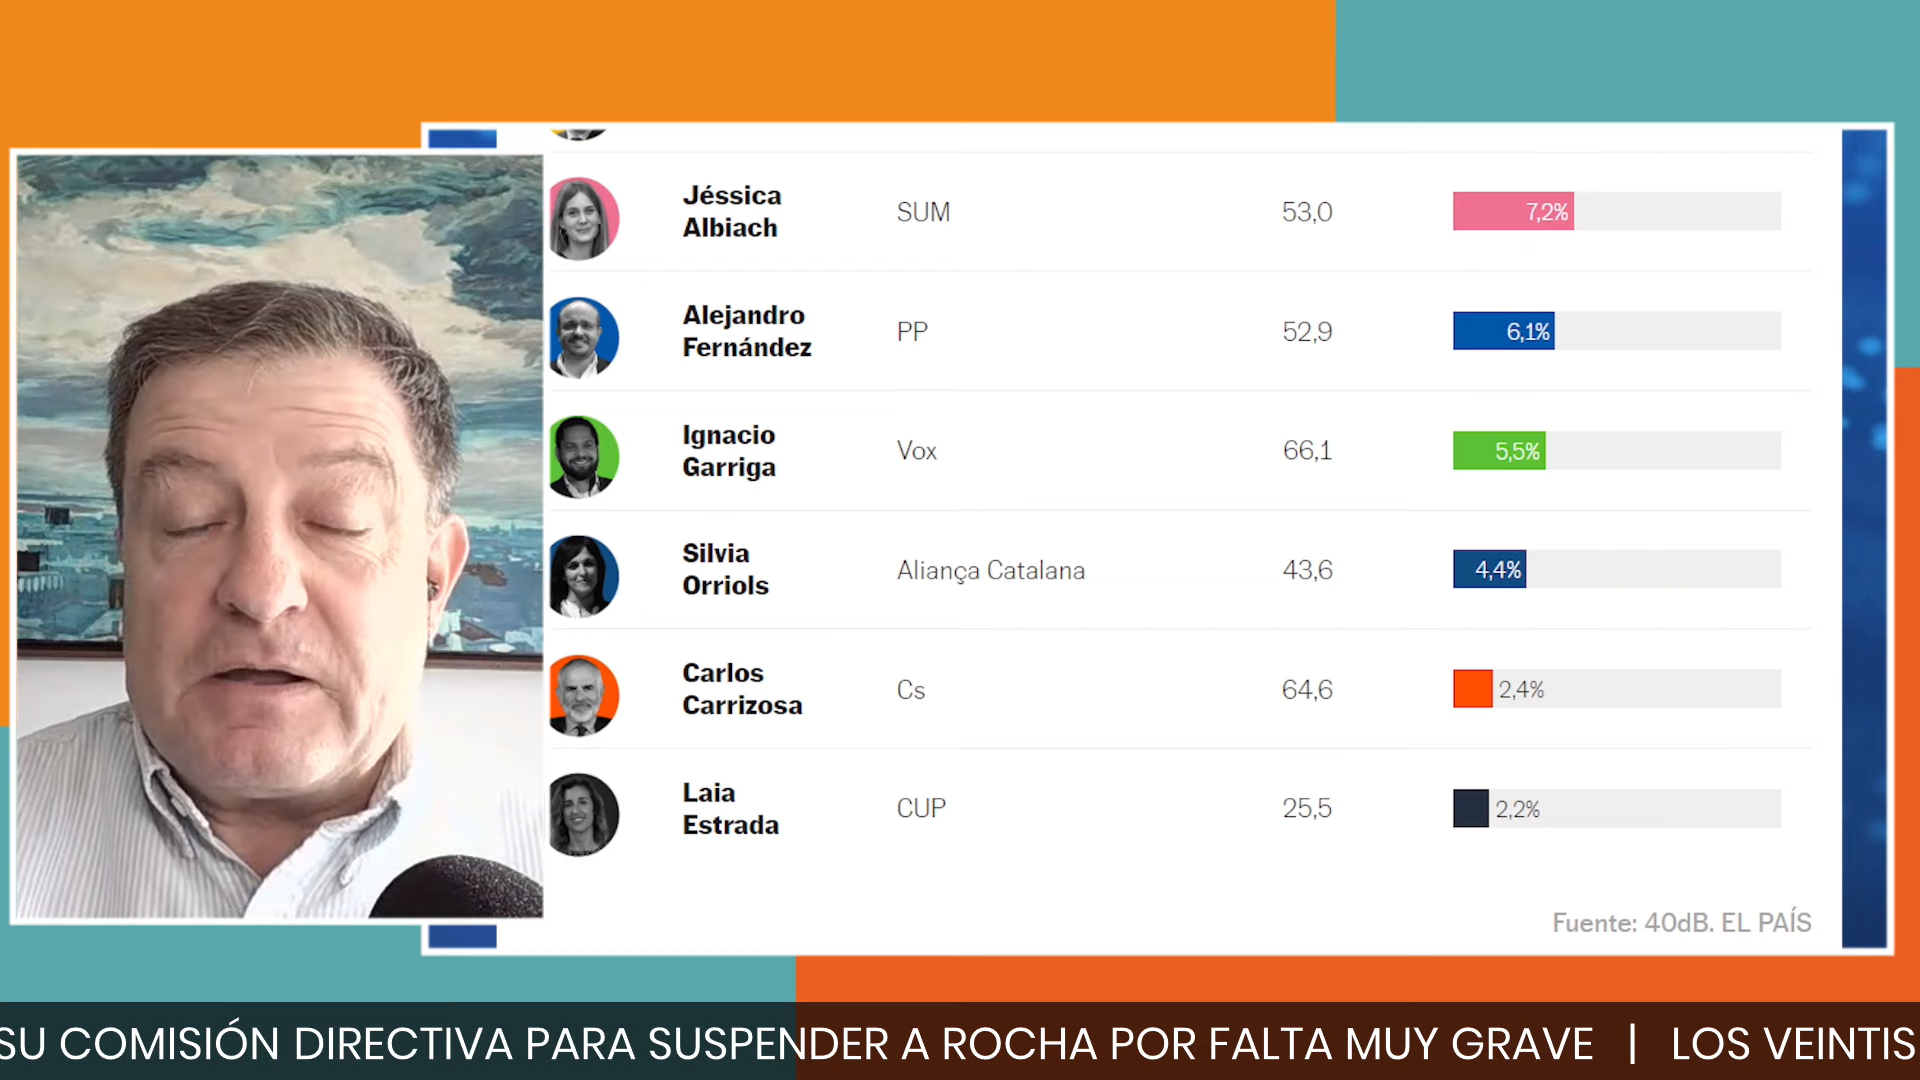 Jéssica
Albiach
SUM
53,0
7,2%
Alejandro
Fernández
PP
52,9
6,1%
Ignacio
Garriga
Vox
66,1
5,5%
Silvia
Orriols
Aliança Catalana
43,6
4,4%
Carlos
Carrizosa
Cs
64,6
2,4%
Laia
Estrada
CUP
25,5
2,2%
Fuente: 40dB. EL PAÍS
SU COMISIÓN DIRECTIVA PARA SUSPENDER A ROCHA POR FALTA MUY GRAVE | LOS VEINTIS